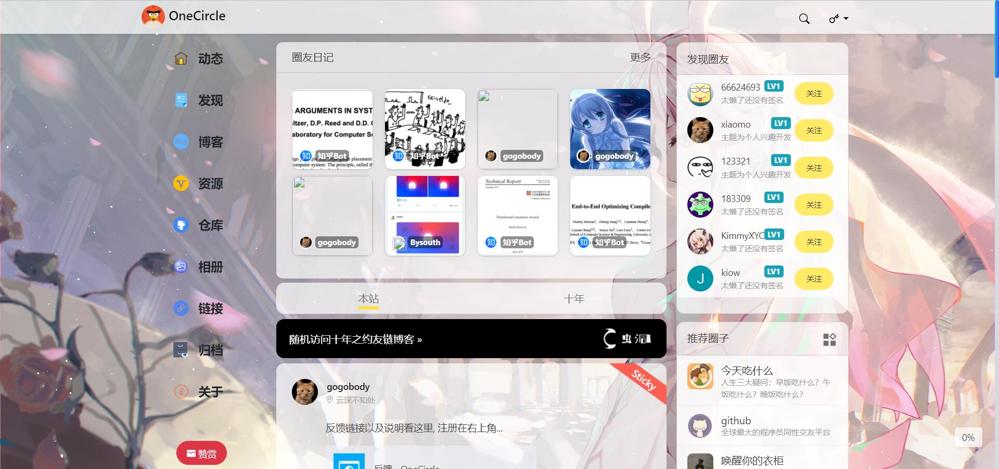 OneCircle
动态
发现
博客
资源
仓库
相册
链接
归档
关于
赞赏
圈友日记
更多
ARGUMENTS IN SYST
ltzer, D.P. Reed and D.D. C
aboratory for Computer Sc
知乎Bot
知乎Bot
gogobody
gogobody
gogobody
Bysouth
Technical Report
知乎Bot
End-to-End Optimizing Compile
知乎Bot
本站
十年
随机访问十年之约友链博客 »
虫洞
Sticky
gogobody
云深不知处
反馈链接以及说明看这里, 注册在右上角...
反馈 - OneCircle
发现圈友
66624693 LV1
太懒了还没有签名
关注
xiaomo LV1
主题为个人兴趣开发
关注
123321 LV1
主题为个人兴趣开发
关注
183309 LV1
太懒了还没有签名
关注
KimmyXYC LV1
太懒了还没有签名
关注
K
kiow LV1
太懒了还没有签名
关注
推荐圈子
今天吃什么
人生三大疑问：早饭吃什么？午
饭吃什么？晚饭吃什么？
github
全球最大的程序员同性交友平台
唤醒你的衣柜
0%